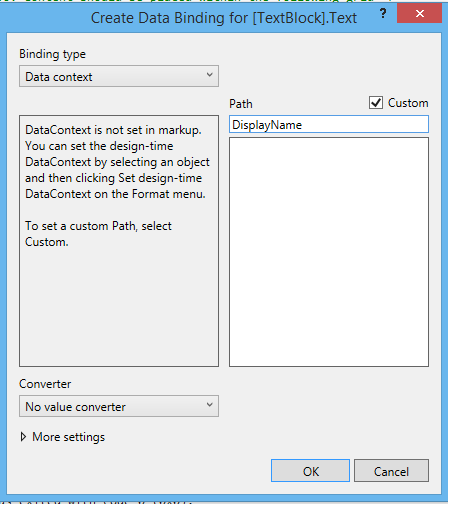 Create Data Binding for [TextBlock].Text
?
Binding type
Data context
Path
Custom
DataContext is not set in markup.
You can set the design-time
DataContext by selecting an object
and then clicking Set design-time
DataContext on the Format menu.
To set a custom Path, select
Custom.
DisplayName
Converter
No value converter
More settings
OK
Cancel